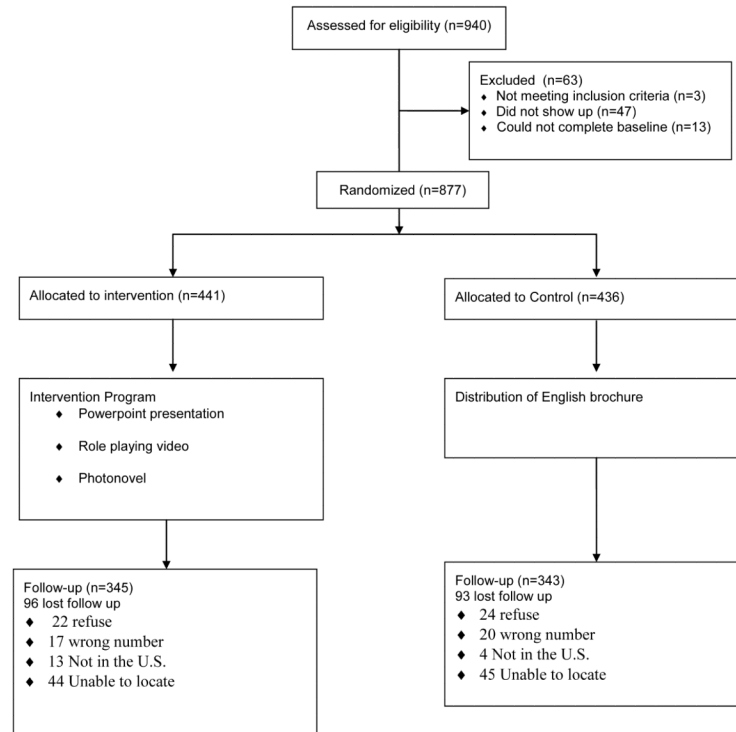 Assessed for eligibility (n=940)
Excluded (n=63)
♦ Not meeting inclusion criteria (n=3)
♦ Did not show up (n=47)
♦ Could not complete baseline (n=13)
Randomized (n=877)
Allocated to intervention (n=441)
Allocated to Control (n=436)
Intervention Program
♦ Powerpoint presentation
♦ Role playing video
♦ Photonovel
Distribution of English brochure
Follow-up (n=345)
96 lost follow up
♦ 22 refuse
♦ 17 wrong number
♦ 13 Not in the U.S.
♦ 44 Unable to locate
Follow-up (n=343)
93 lost follow up
♦ 24 refuse
♦ 20 wrong number
♦ 4 Not in the U.S.
♦ 45 Unable to locate